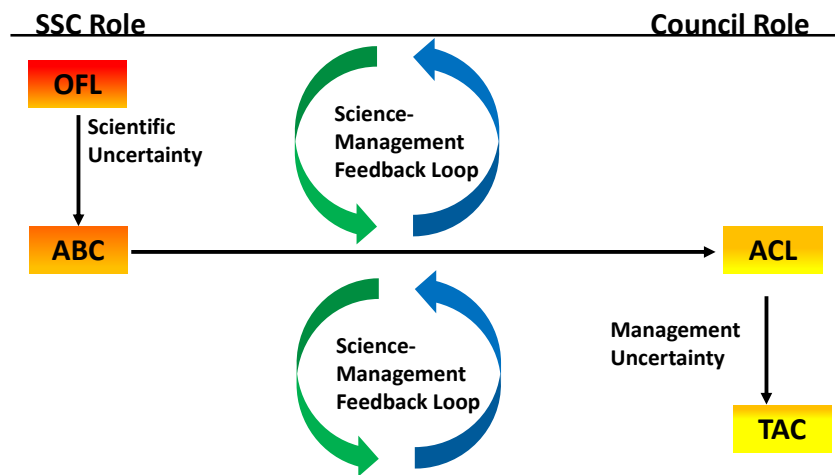 SSC Role
Council Role
OFL
Scientific
Uncertainty
Science-
Management
Feedback Loop
ABC
ACL
Science-
Management
Feedback Loop
Management
Uncertainty
TAC